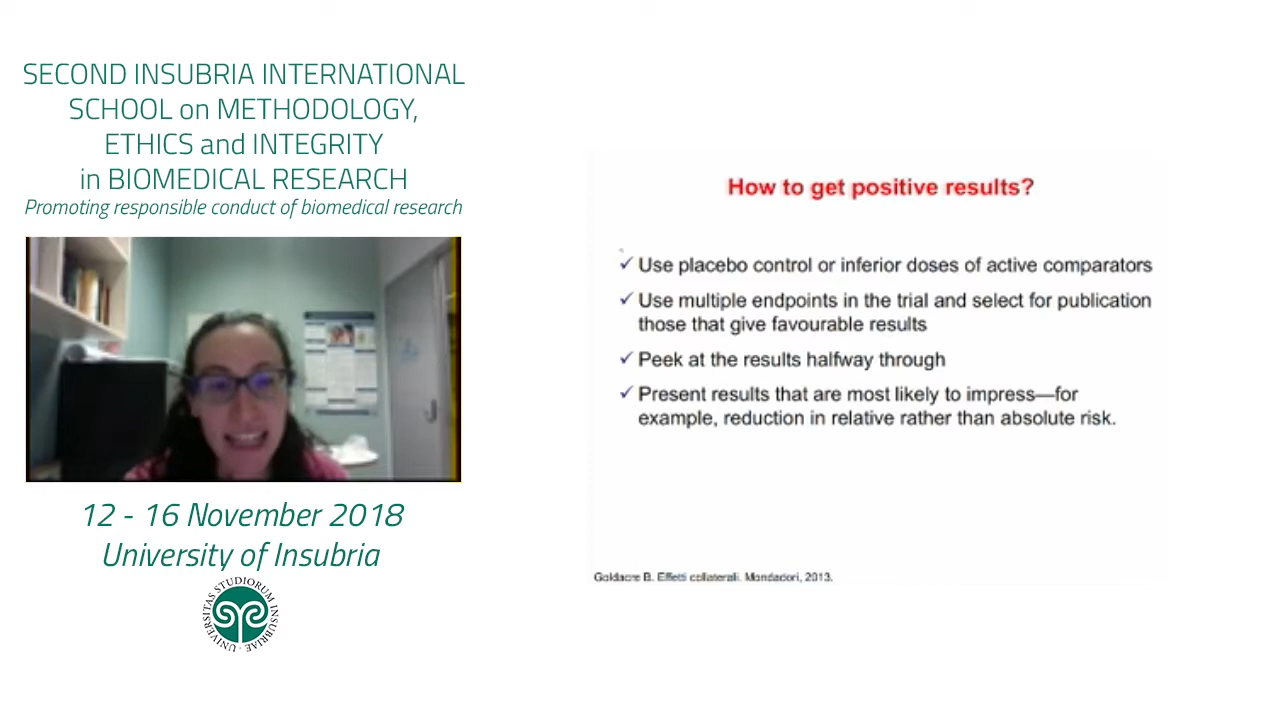 SECOND INSUBRIA INTERNATIONAL
SCHOOL on METHODOLOGY,
ETHICS and INTEGRITY
in BIOMEDICAL RESEARCH
Promoting responsible conduct of biomedical research
12 - 16 November 2018
University of Insubria
UNIVERSITAS STUDIORUM INSUBRIAE
How to get positive results?
✓ Use placebo control or inferior doses of active comparators
✓ Use multiple endpoints in the trial and select for publication
those that give favourable results
✓ Peek at the results halfway through
✓ Present results that are most likely to impress—for
example, reduction in relative rather than absolute risk.
Goldacre B. Effetti collaterali. Mondadori, 2013.